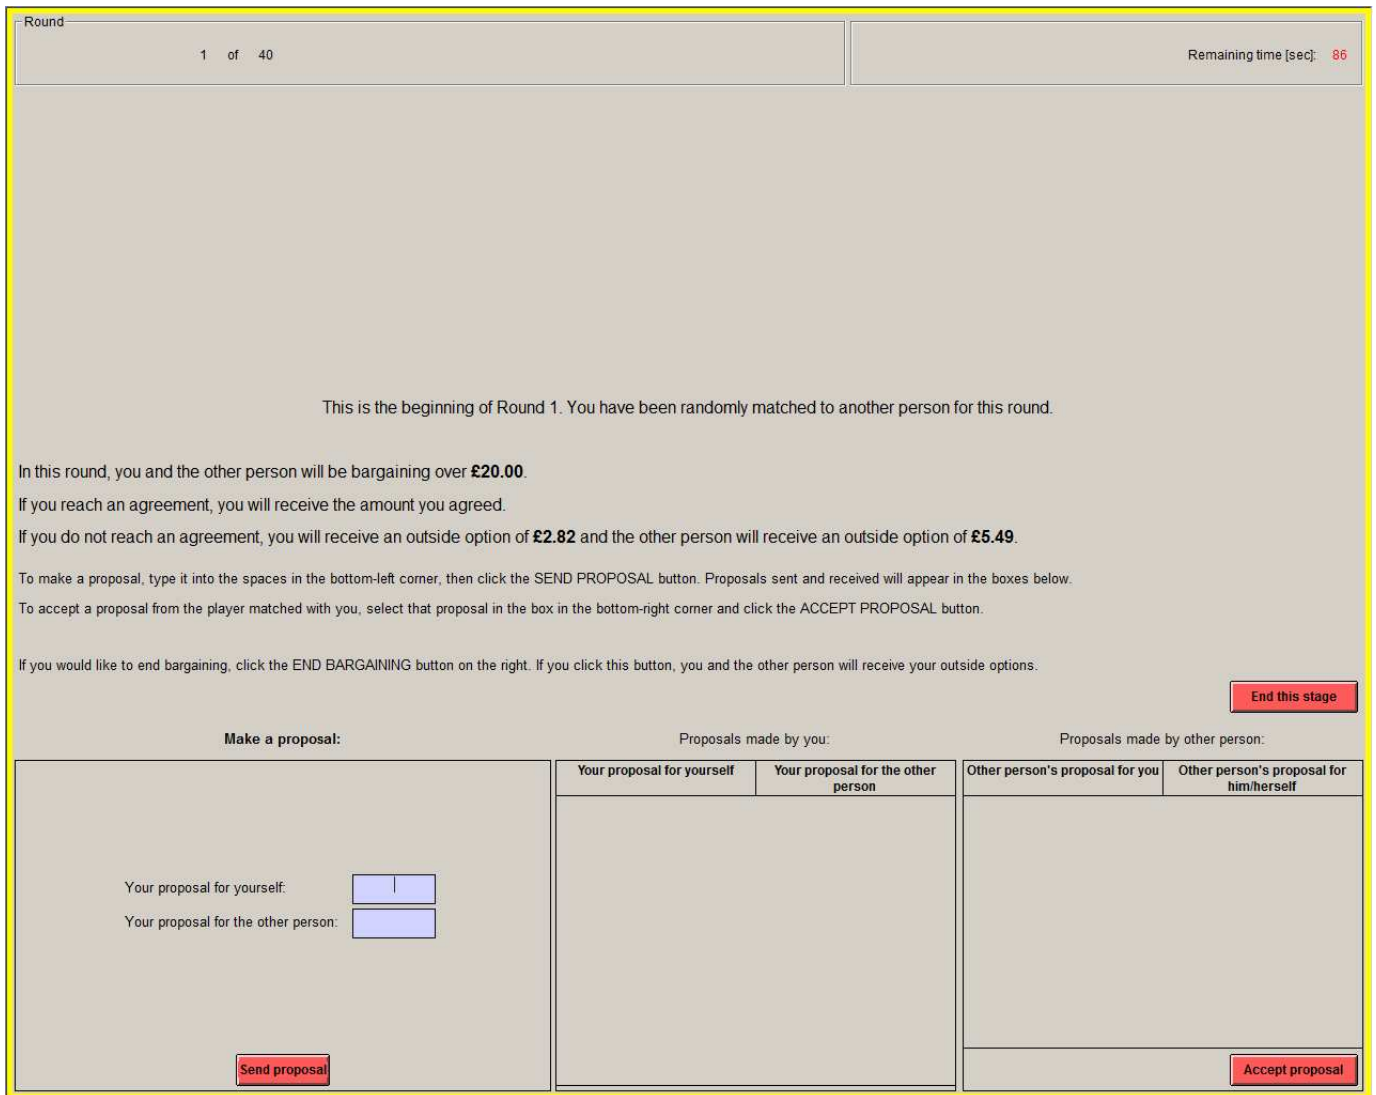 Round
1 of 40
Remaining time [sec]: 86
This is the beginning of Round 1. You have been randomly matched to another person for this round.
In this round, you and the other person will be bargaining over £20.00.
If you reach an agreement, you will receive the amount you agreed.
If you do not reach an agreement, you will receive an outside option of £2.82 and the other person will receive an outside option of £5.49.
To make a proposal, type it into the spaces in the bottom-left corner, then click the SEND PROPOSAL button. Proposals sent and received will appear in the boxes below.
To accept a proposal from the player matched with you, select that proposal in the box in the bottom-right corner and click the ACCEPT PROPOSAL button.
If you would like to end bargaining, click the END BARGAINING button on the right. If you click this button, you and the other person will receive your outside options.
End this stage
Make a proposal:
Your proposal for yourself:
Your proposal for the other person:
Send proposal
Proposals made by you:
Your proposal for yourself
Your proposal for the other
person
Proposals made by other person:
Other person's proposal for you
Other person's proposal for
him/herself
Accept proposal